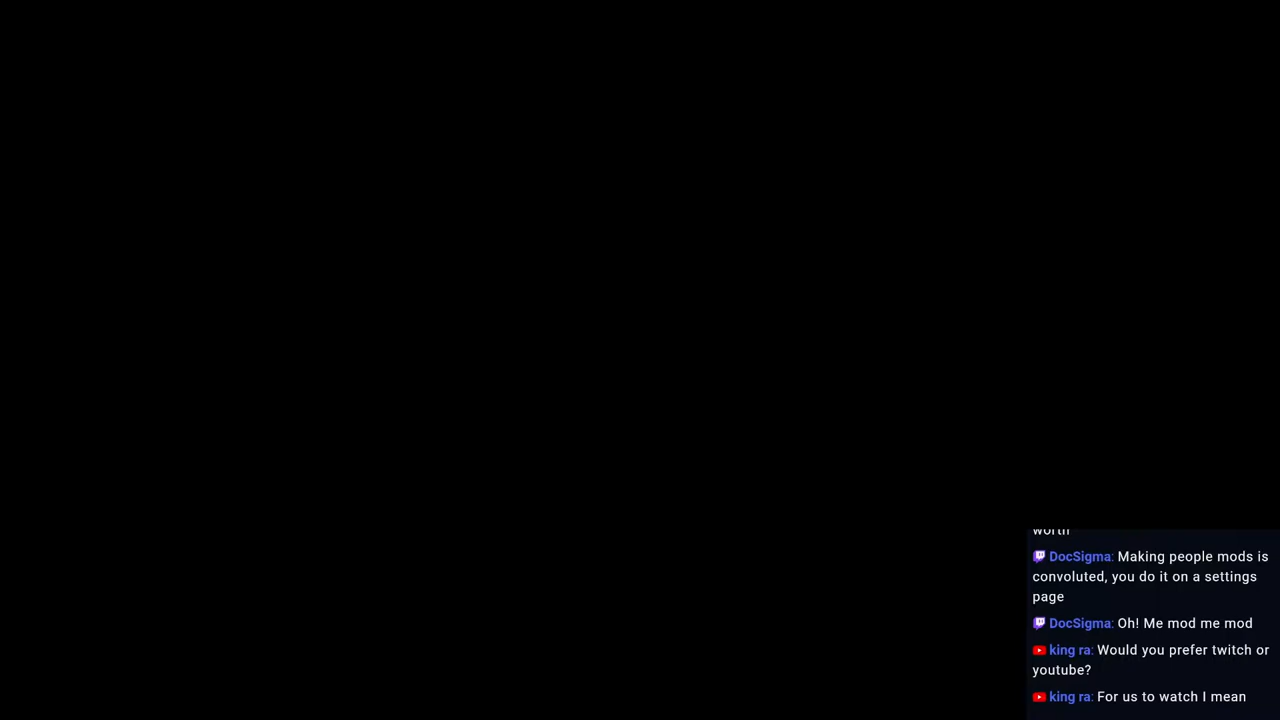 worth
DocSigma: Making people mods is
convoluted, you do it on a settings
page
DocSigma: Oh! Me mod me mod
king ra: Would you prefer twitch or
youtube?
king ra: For us to watch I mean